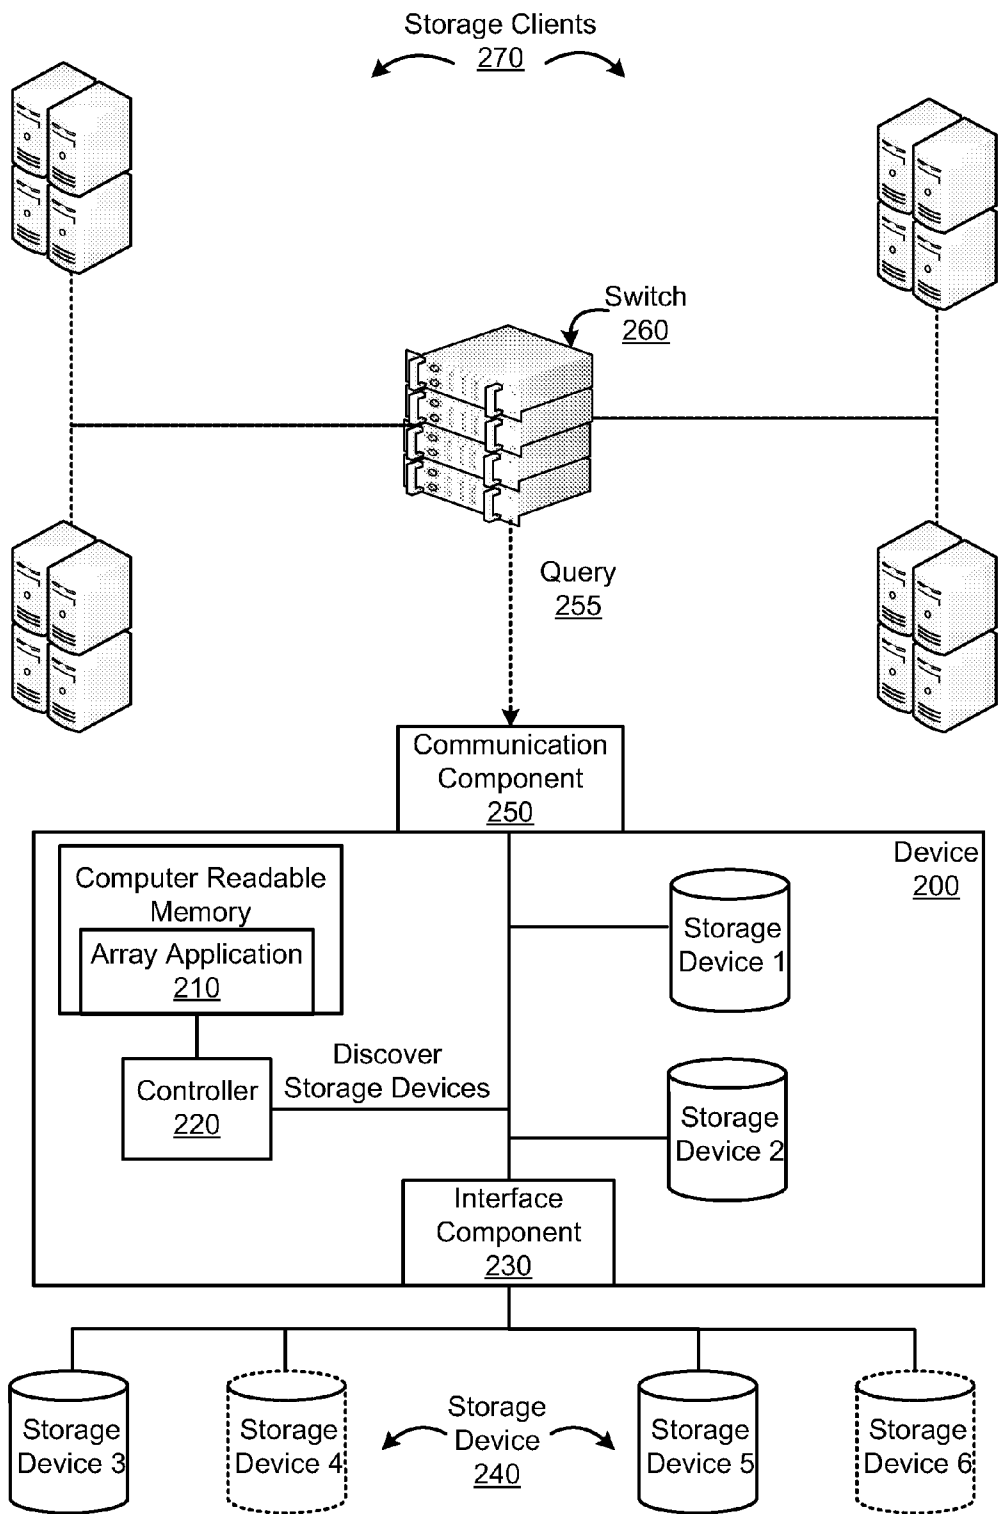 Storage Clients
270
Switch
260
Query
255
Communication
Component
250
Device
200
Computer Readable
Memory
Array Application
210
Storage
Device 1
Discover
Storage Devices
Controller
220
Storage
Device 2
Interface
Component
230
Storage
Device 3
Storage
Device 4
Storage
Device
240
Storage
Device 5
Storage
Device 6